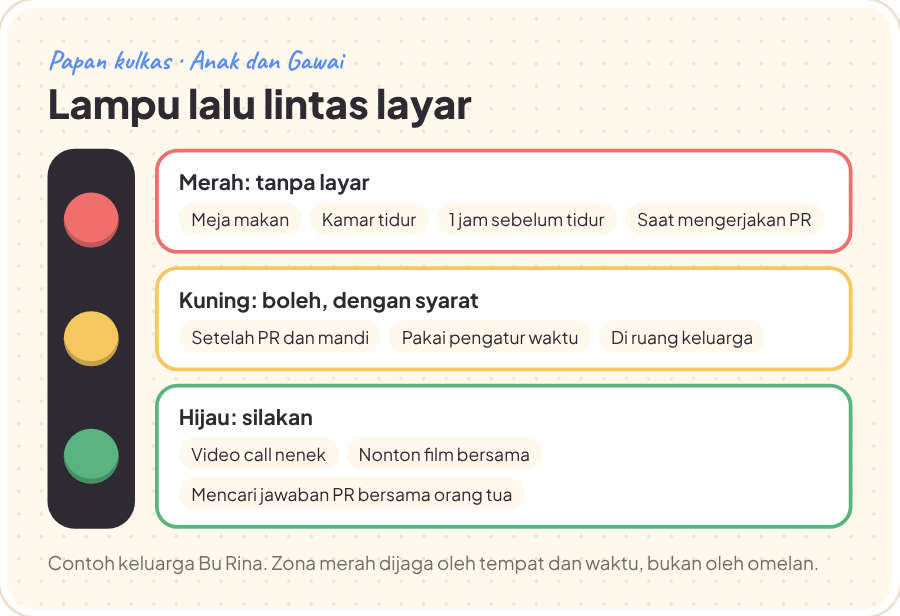 Papan kulkas · Anak dan Gawai
Lampu lalu lintas layar
Merah: tanpa layar
Meja makan Kamar tidur 1 jam sebelum tidur Saat mengerjakan PR
Kuning: boleh, dengan syarat
Setelah PR dan mandi Pakai pengatur waktu Di ruang keluarga
Hijau: silakan
Video call nenek Nonton film bersama
Mencari jawaban PR bersama orang tua
Contoh keluarga Bu Rina. Zona merah dijaga oleh tempat dan waktu, bukan oleh omelan.